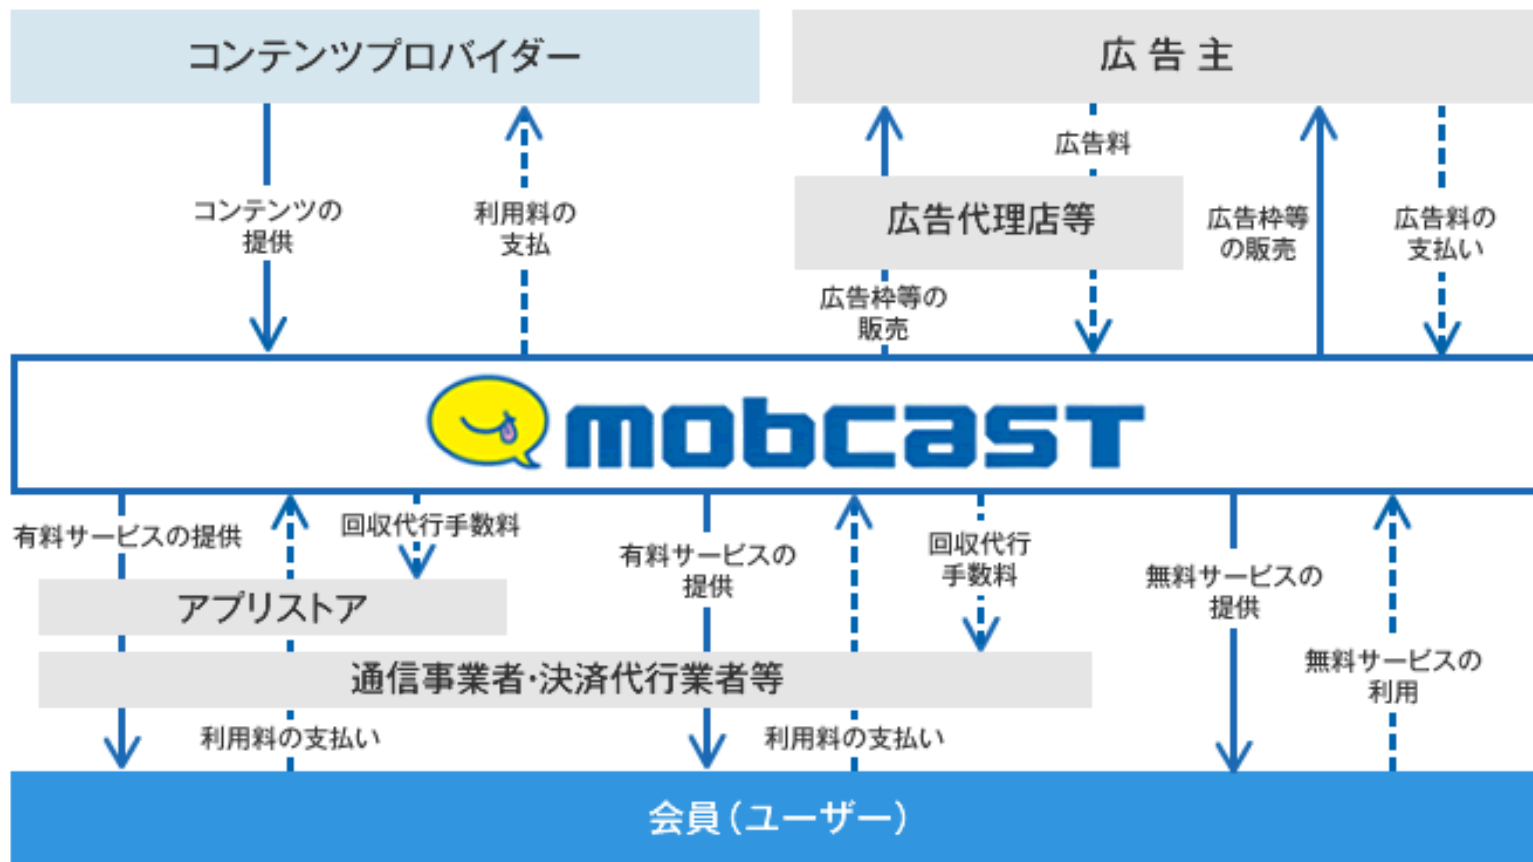 コンテンツプロバイダー
広告主
コンテンツの
提供
利用料の
支払
広告料
広告代理店等
広告枠等の
販売
広告枠等
の販売
広告料の
支払い
mobcast
有料サービスの提供
回収代行手数料
有料サービスの
提供
回収代行
手数料
無料サービスの
提供
アプリストア
無料サービスの
利用
通信事業者・決済代行業者等
利用料の支払い
利用料の支払い
会員(ユーザー)